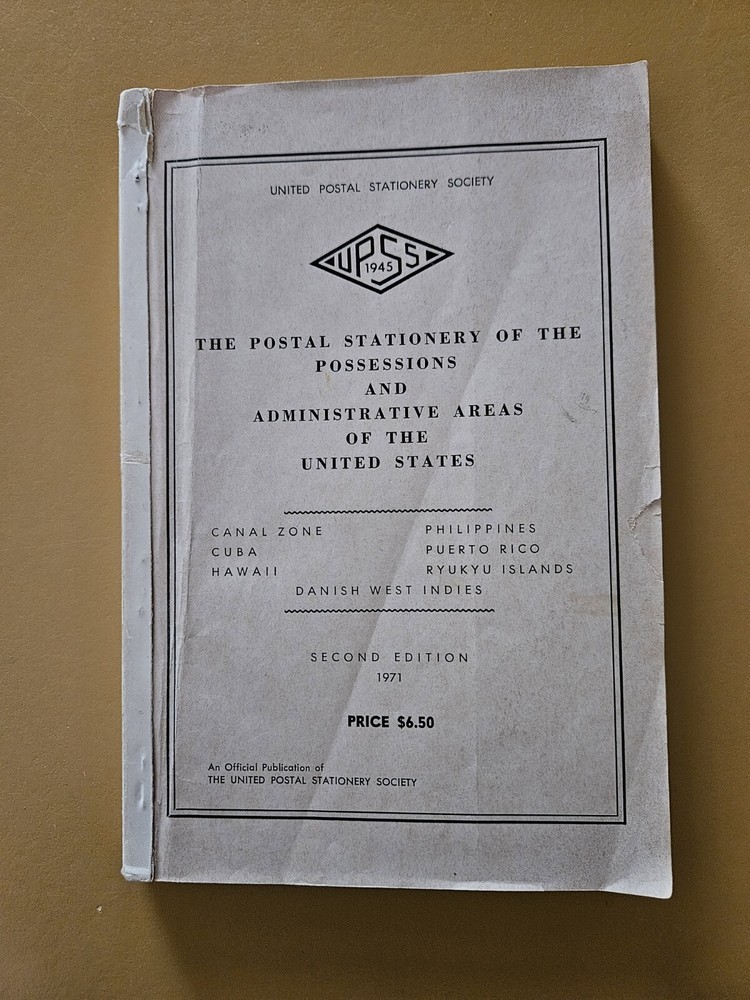 UNITED POSTAL STATIONERY SOCIETY
UPSS
1945
THE POSTAL STATIONERY OF THE
POSSESSIONS
AND
ADMINISTRATIVE AREAS
OF THE
UNITED STATES
CANAL ZONE PHILIPPINES
CUBA PUERTO RICO
HAWAII RYUKYU ISLANDS
DANISH WEST INDIES
SECOND EDITION
1971
PRICE $6.50
An Official Publication of
THE UNITED POSTAL STATIONERY SOCIETY